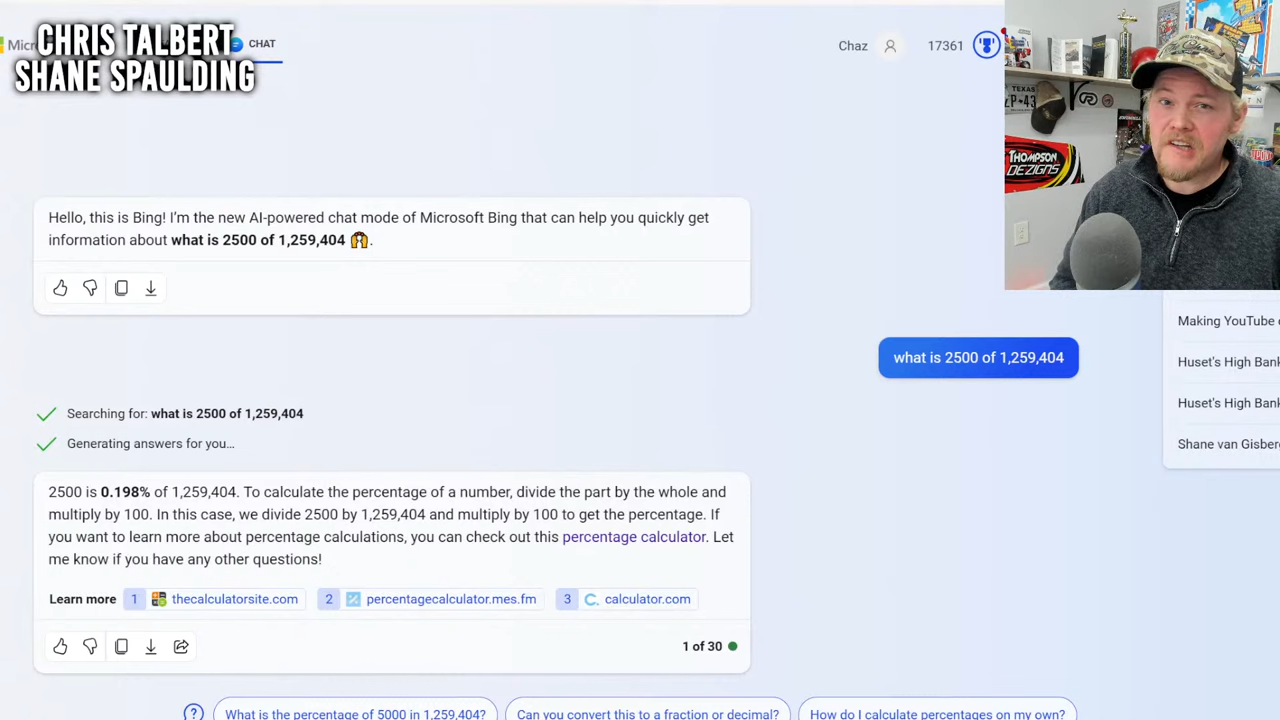 CHRIS TALBERT
SHANE SPAULDING
CHAT
Chaz
17361
TEXAS
THOMPSON
DEZIGNS
Hello, this is Bing! I'm the new AI-powered chat mode of Microsoft Bing that can help you quickly get
information about what is 2500 of 1,259,404 🙌.
what is 2500 of 1,259,404
Making YouTube
Huset's High Bank
Huset's High Bank
Shane van Gisberg
Searching for: what is 2500 of 1,259,404
Generating answers for you…
2500 is 0.198% of 1,259,404. To calculate the percentage of a number, divide the part by the whole and
multiply by 100. In this case, we divide 2500 by 1,259,404 and multiply by 100 to get the percentage. If
you want to learn more about percentage calculations, you can check out this percentage calculator. Let
me know if you have any other questions!
Learn more 1 thecalculatorsite.com 2 percentagecalculator.mes.fm 3 calculator.com
1 of 30
What is the percentage of 5000 in 1,259,404?
Can you convert this to a fraction or decimal?
How do I calculate percentages on my own?